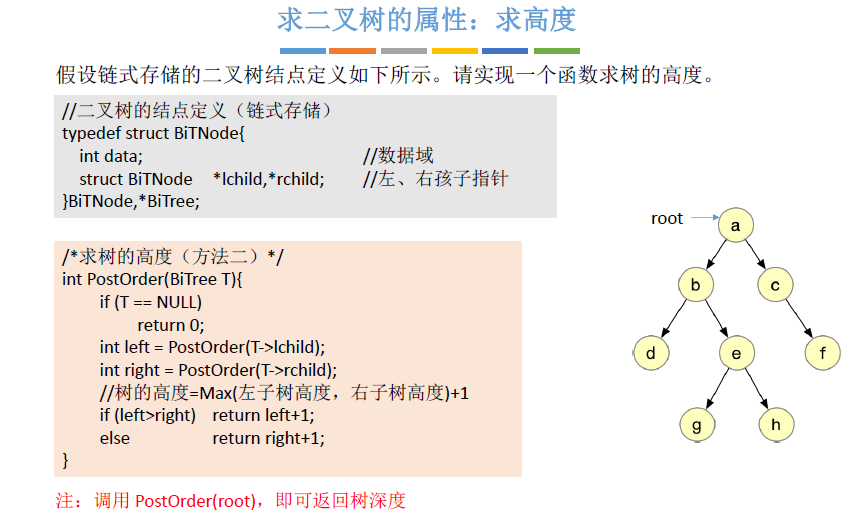 求二叉树的属性：求高度
假设链式存储的二叉树结点定义如下所示。请实现一个函数求树的高度。
//二叉树的结点定义（链式存储）
typedef struct BiTNode{
int data; //数据域
struct BiTNode *lchild,*rchild; //左、右孩子指针
}BiTNode,*BiTree;
/*求树的高度（方法二）*/
int PostOrder(BiTree T){
if (T == NULL)
return 0;
int left = PostOrder(T->lchild);
int right = PostOrder(T->rchild);
//树的高度=Max(左子树高度，右子树高度)+1
if (left>right) return left+1;
else return right+1;
}
注：调用 PostOrder(root)，即可返回树深度
root
a
b c
d e f
g h